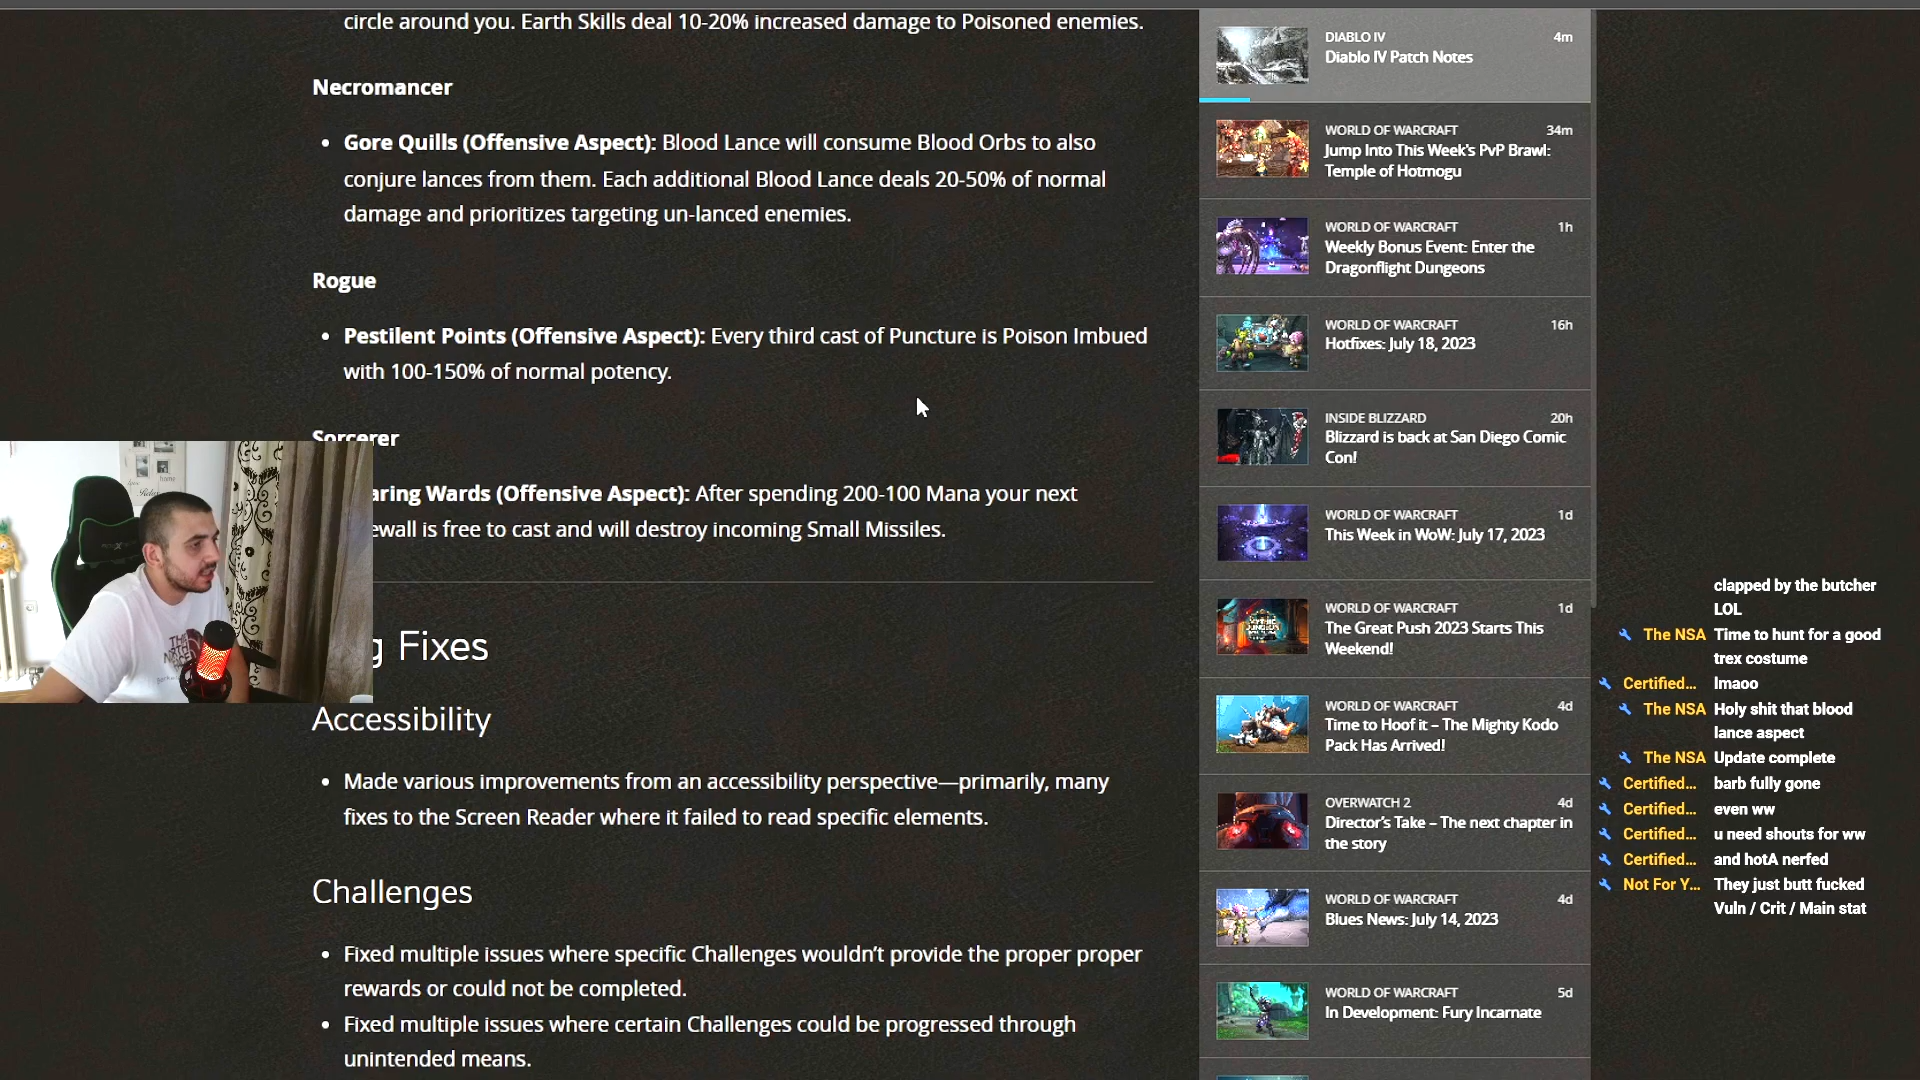 circle around you. Earth Skills deal 10-20% increased damage to Poisoned enemies.
Necromancer
Gore Quills (Offensive Aspect): Blood Lance will consume Blood Orbs to also
conjure lances from them. Each additional Blood Lance deals 20-50% of normal
damage and prioritizes targeting un-lanced enemies.
Rogue
Pestilent Points (Offensive Aspect): Every third cast of Puncture is Poison Imbued
with 100-150% of normal potency.
Sorcerer
aring Wards (Offensive Aspect): After spending 200-100 Mana your next
ewall is free to cast and will destroy incoming Small Missiles.
g Fixes
Accessibility
Made various improvements from an accessibility perspective—primarily, many
fixes to the Screen Reader where it failed to read specific elements.
Challenges
Fixed multiple issues where specific Challenges wouldn't provide the proper proper
rewards or could not be completed.
Fixed multiple issues where certain Challenges could be progressed through
unintended means.
DIABLO IV 4m
Diablo IV Patch Notes
WORLD OF WARCRAFT 34m
Jump Into This Week's PvP Brawl:
Temple of Hotmogu
WORLD OF WARCRAFT 1h
Weekly Bonus Event: Enter the
Dragonflight Dungeons
WORLD OF WARCRAFT 16h
Hotfixes: July 18, 2023
INSIDE BLIZZARD 20h
Blizzard is back at San Diego Comic
Con!
WORLD OF WARCRAFT 1d
This Week in WoW: July 17, 2023
WORLD OF WARCRAFT 1d
The Great Push 2023 Starts This
Weekend!
WORLD OF WARCRAFT 4d
Time to Hoof it – The Mighty Kodo
Pack Has Arrived!
OVERWATCH 2 4d
Director's Take – The next chapter in
the story
WORLD OF WARCRAFT 4d
Blues News: July 14, 2023
WORLD OF WARCRAFT 5d
In Development: Fury Incarnate
clapped by the butcher
LOL
The NSA Time to hunt for a good
trex costume
Certified... lmaoo
The NSA Holy shit that blood
lance aspect
The NSA Update complete
Certified... barb fully gone
Certified... even ww
Certified... u need shouts for ww
Certified... and hotA nerfed
Not For Y... They just butt fucked
Vuln / Crit / Main stat